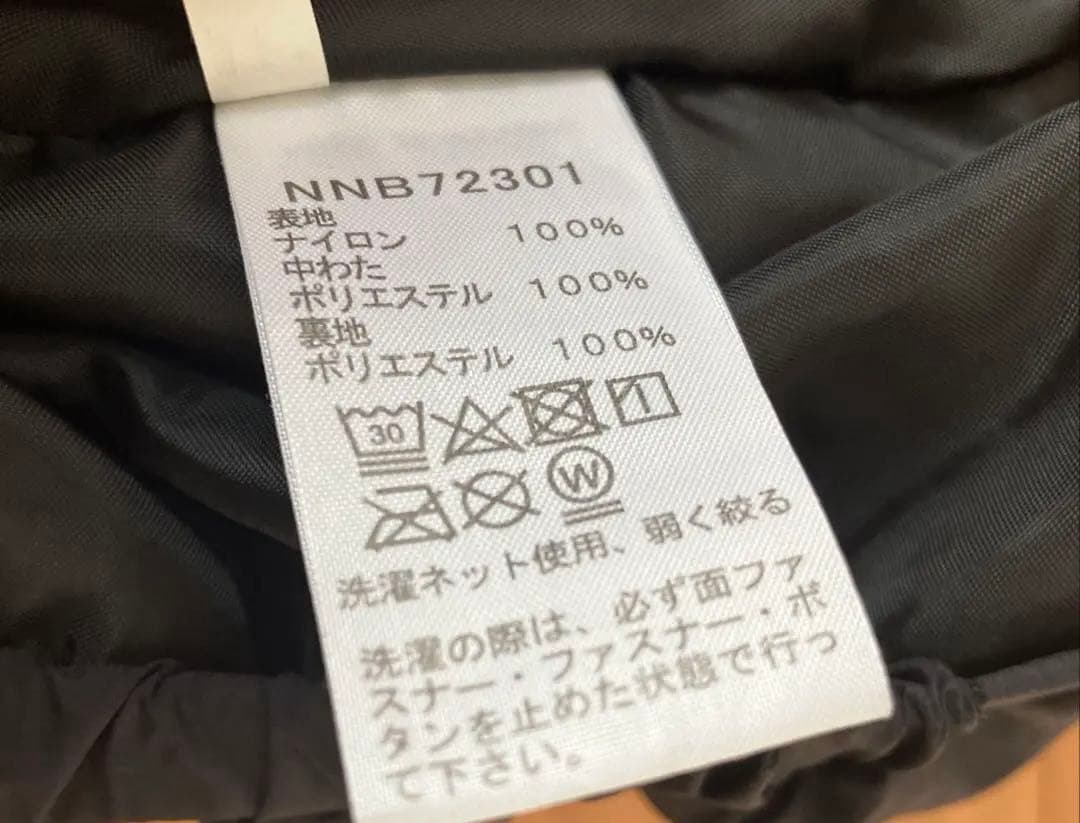 NNB72301
表地
ナイロン 100%
中わた
ポリエステル 100%
裏地
ポリエステル 100%
30
W
洗濯ネット使用、弱く絞る
洗濯の際は、必ず面ファ
スナー・ファスナー・ボ
タンを止めた状態で行っ
て下さい。